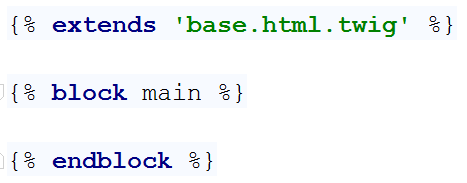 {% extends 'base.html.twig' %}
{% block main %}
{% endblock %}